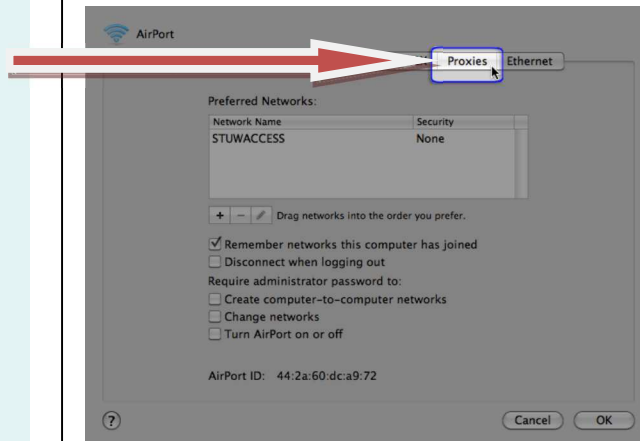 AirPort
Proxies Ethernet
Preferred Networks:
Network Name Security
STUWACCESS None
+ − Drag networks into the order you prefer.
Remember networks this computer has joined
Disconnect when logging out
Require administrator password to:
Create computer-to-computer networks
Change networks
Turn AirPort on or off
AirPort ID: 44:2a:60:dc:a9:72
? Cancel OK